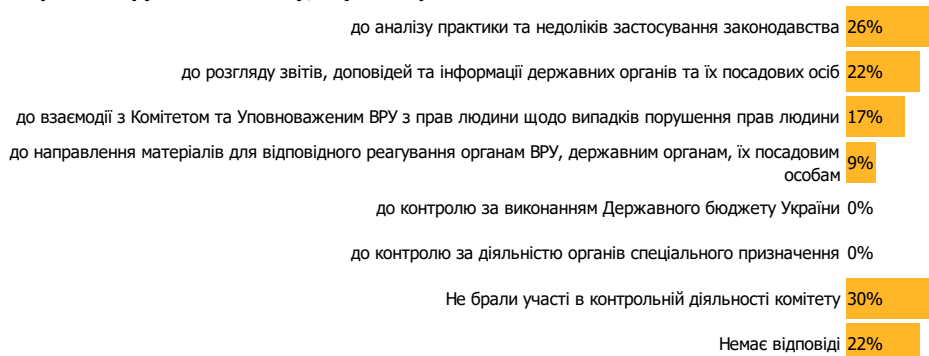 до аналізу практики та недоліків застосування законодавства 26%
до розгляду звітів, доповідей та інформації державних органів та їх посадових осіб 22%
до взаємодії з Комітетом та Уповноваженим ВРУ з прав людини щодо випадків порушення прав людини 17%
до направлення матеріалів для відповідного реагування органам ВРУ, державним органам, їх посадовим
особам 9%
до контролю за виконанням Державного бюджету України 0%
до контролю за діяльністю органів спеціального призначення 0%
Не брали участі в контрольній діяльності комітету 30%
Немає відповіді 22%